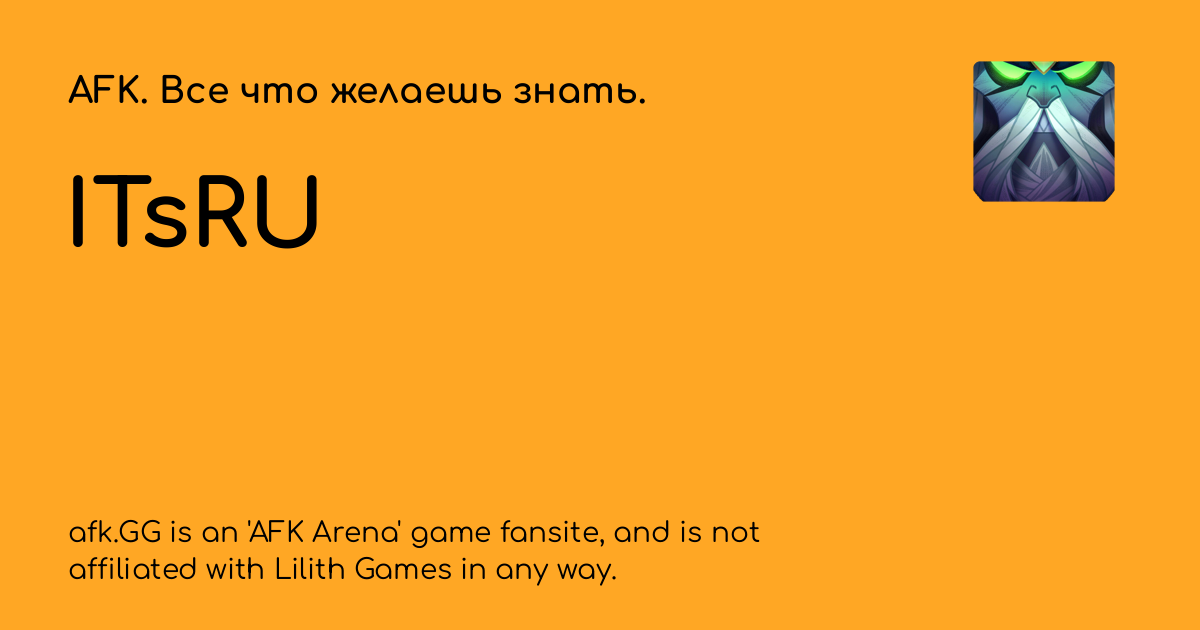 AFK. Все что желаешь знать.
ITsRU
afk.GG is an 'AFK Arena' game fansite, and is not
affiliated with Lilith Games in any way.